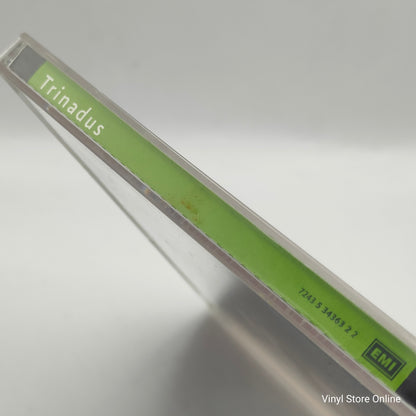 Trinadus
7243 5 34363 2 2
EMI
Vinyl Store Online